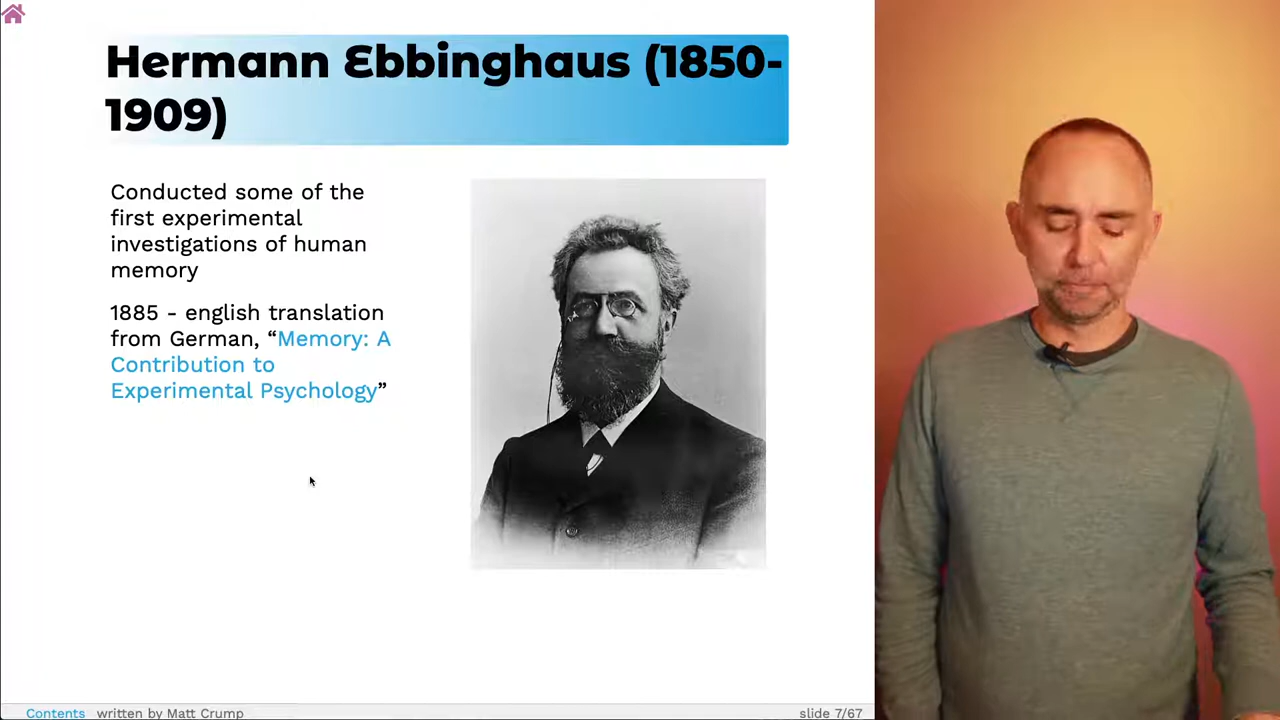 Hermann Ebbinghaus (1850-
1909)
Conducted some of the
first experimental
investigations of human
memory
1885 - english translation
from German, “Memory: A
Contribution to
Experimental Psychology”
Contents written by Matt Crump
slide 7/67